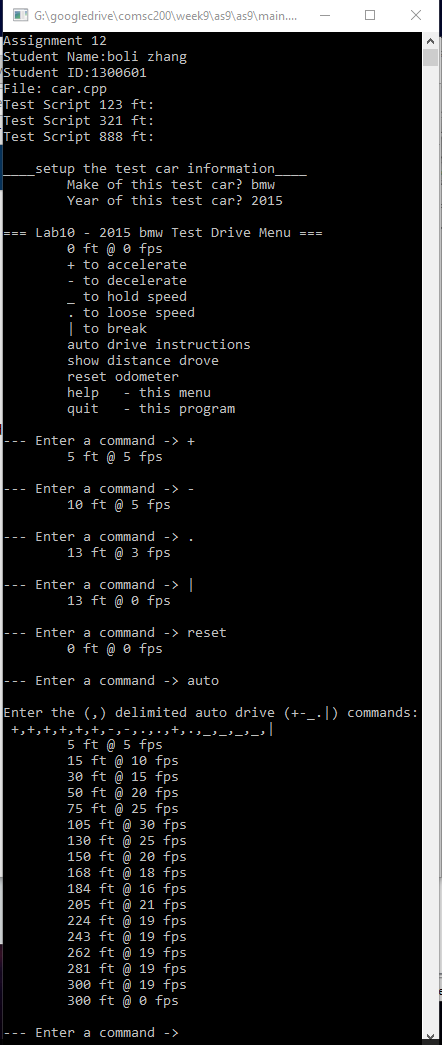 G:\googledrive\comsc200\week9\as9\as9\main....
Assignment 12
Student Name:boli zhang
Student ID:1300601
File: car.cpp
Test Script 123 ft:
Test Script 321 ft:
Test Script 888 ft:
____setup the test car information____
Make of this test car? bmw
Year of this test car? 2015
=== Lab10 - 2015 bmw Test Drive Menu ===
0 ft @ 0 fps
+ to accelerate
- to decelerate
_ to hold speed
. to loose speed
| to break
auto drive instructions
show distance drove
reset odometer
help   - this menu
quit   - this program
--- Enter a command -> +
5 ft @ 5 fps
--- Enter a command -> -
10 ft @ 5 fps
--- Enter a command -> .
13 ft @ 3 fps
--- Enter a command -> |
13 ft @ 0 fps
--- Enter a command -> reset
0 ft @ 0 fps
--- Enter a command -> auto
Enter the (,) delimited auto drive (+-_.|) commands:
+,+,+,+,+,+,-,-,.,.,+,.,_,_,_,_,|
5 ft @ 5 fps
15 ft @ 10 fps
30 ft @ 15 fps
50 ft @ 20 fps
75 ft @ 25 fps
105 ft @ 30 fps
130 ft @ 25 fps
150 ft @ 20 fps
168 ft @ 18 fps
184 ft @ 16 fps
205 ft @ 21 fps
224 ft @ 19 fps
243 ft @ 19 fps
262 ft @ 19 fps
281 ft @ 19 fps
300 ft @ 19 fps
300 ft @ 0 fps
--- Enter a command ->